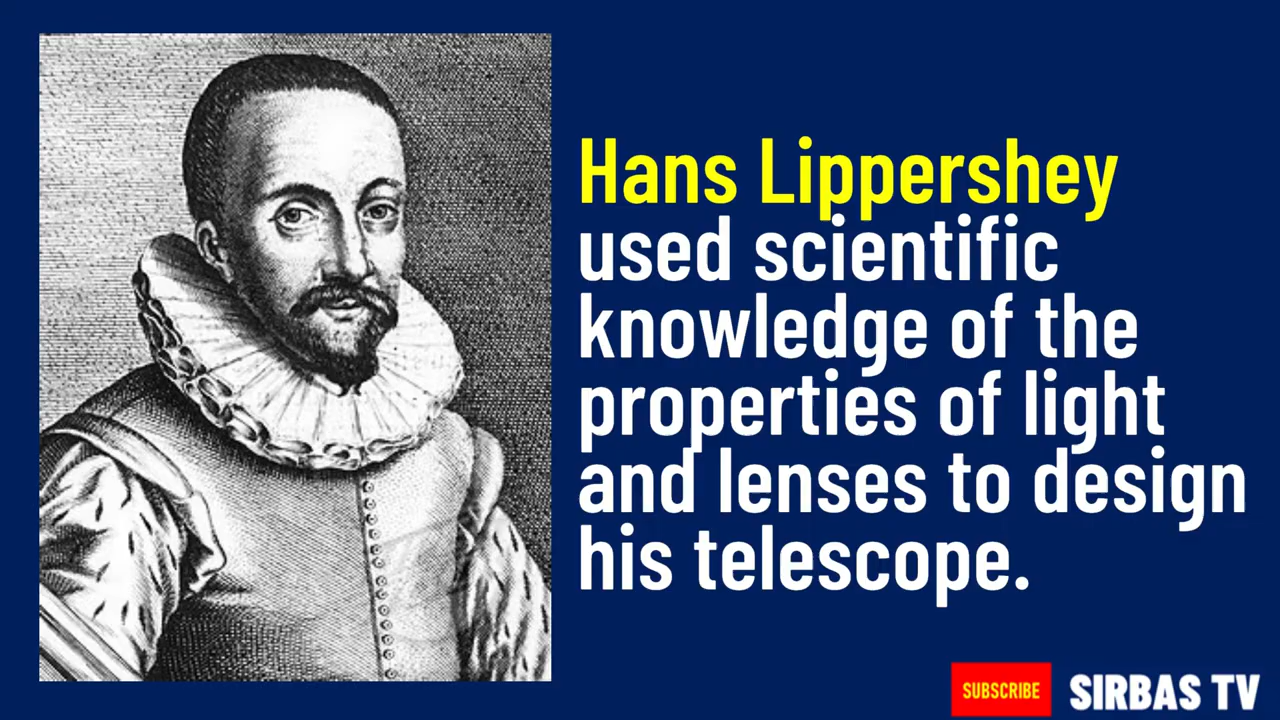 Hans Lippershey
used scientific
knowledge of the
properties of light
and lenses to design
his telescope.
SUBSCRIBE
SIRBAS TV